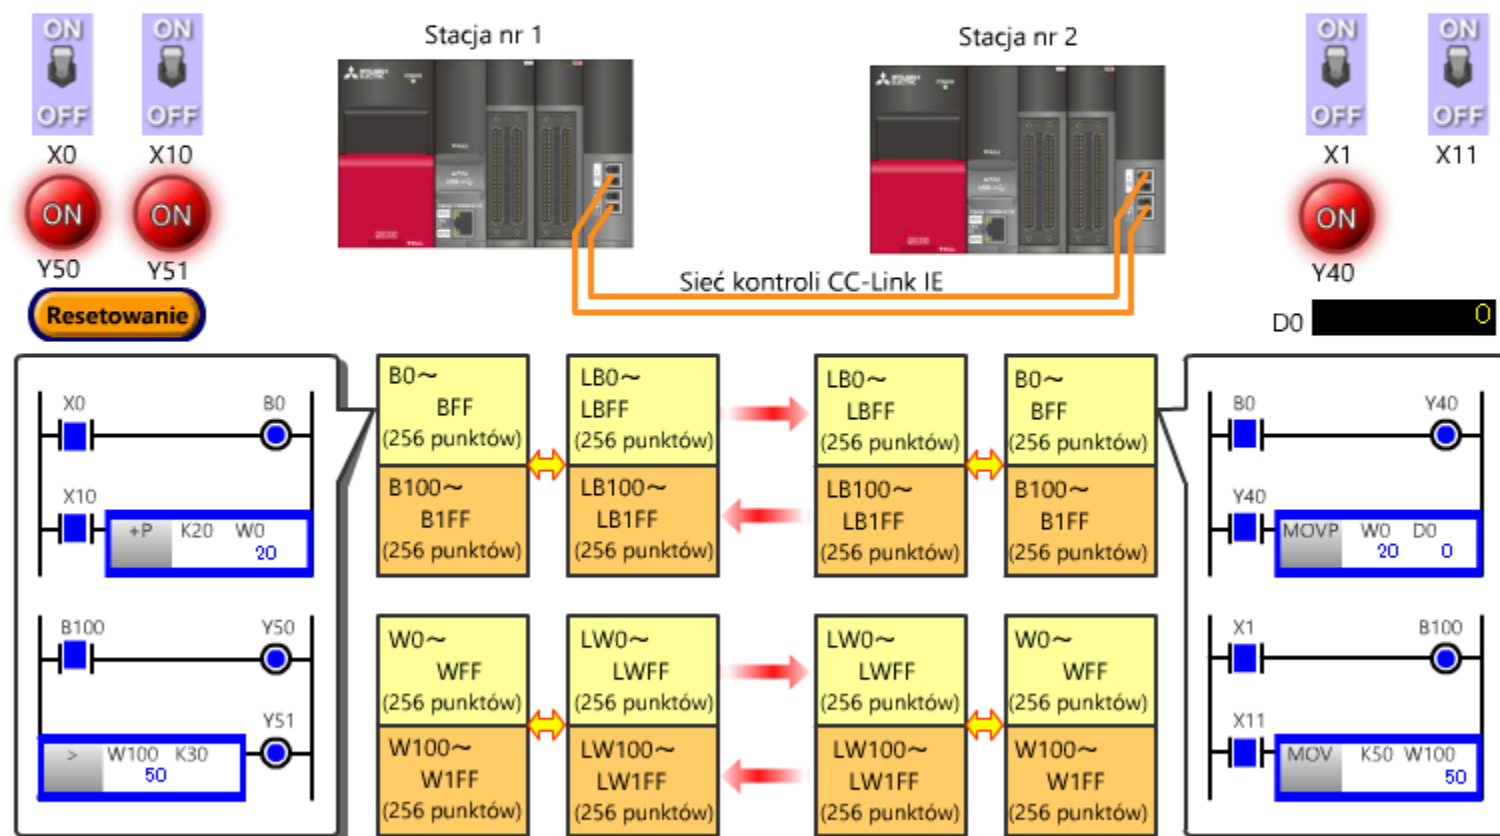 ON
OFF
X0
ON
OFF
X10
ON
Y50
ON
Y51
Resetowanie
Stacja nr 1
Stacja nr 2
Sieć kontroli CC-Link IE
ON
OFF
X1
ON
OFF
X11
ON
Y40
D0 0
X0 B0
X10
+P K20 W0
20
B100 Y50
Y51
> W100 K30
50
B0～
BFF
(256 punktów)
B100～
B1FF
(256 punktów)
LB0～
LBFF
(256 punktów)
LB100～
LB1FF
(256 punktów)
LB0～
LBFF
(256 punktów)
LB100～
LB1FF
(256 punktów)
B0～
BFF
(256 punktów)
B100～
B1FF
(256 punktów)
W0～
WFF
(256 punktów)
W100～
W1FF
(256 punktów)
LW0～
LWFF
(256 punktów)
LW100～
LW1FF
(256 punktów)
LW0～
LWFF
(256 punktów)
LW100～
LW1FF
(256 punktów)
W0～
WFF
(256 punktów)
W100～
W1FF
(256 punktów)
B0 Y40
Y40
MOVP W0 D0
20 0
X1 B100
X11
MOV K50 W100
50